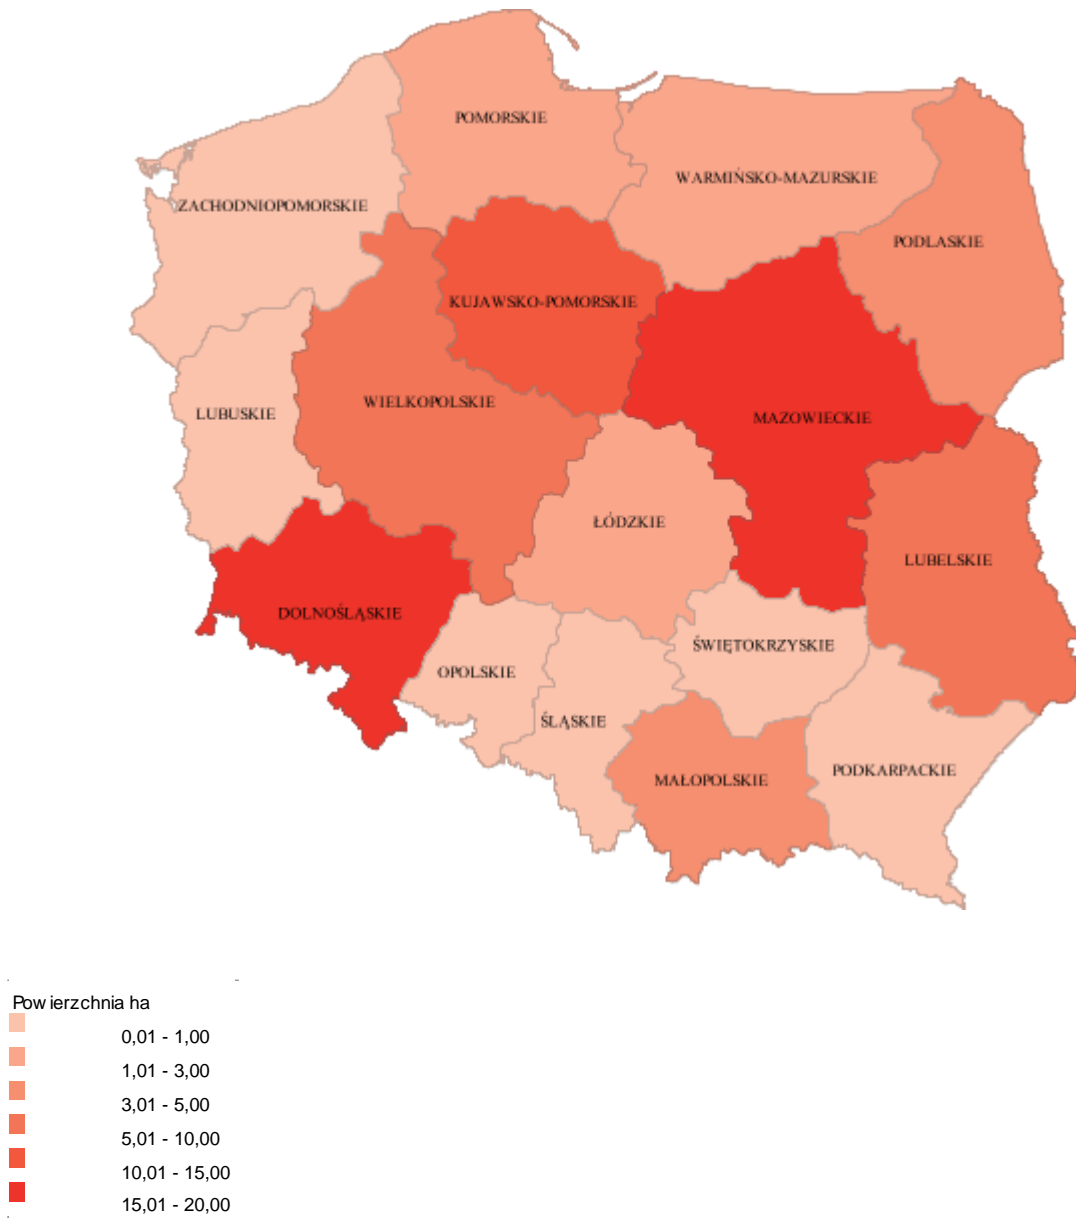 POMORSKIE
WARMIŃSKO-MAZURSKIE
ZACHODNIOPOMORSKIE
PODLASKIE
KUJAWSKO-POMORSKIE
WIELKOPOLSKIE
LUBUSKIE
MAZOWIECKIE
ŁÓDZKIE
LUBELSKIE
DOLNOŚLĄSKIE
ŚWIĘTOKRZYSKIE
OPOLSKIE
ŚLĄSKIE
PODKARPACKIE
MAŁOPOLSKIE
Powierzchnia ha
0,01 - 1,00
1,01 - 3,00
3,01 - 5,00
5,01 - 10,00
10,01 - 15,00
15,01 - 20,00